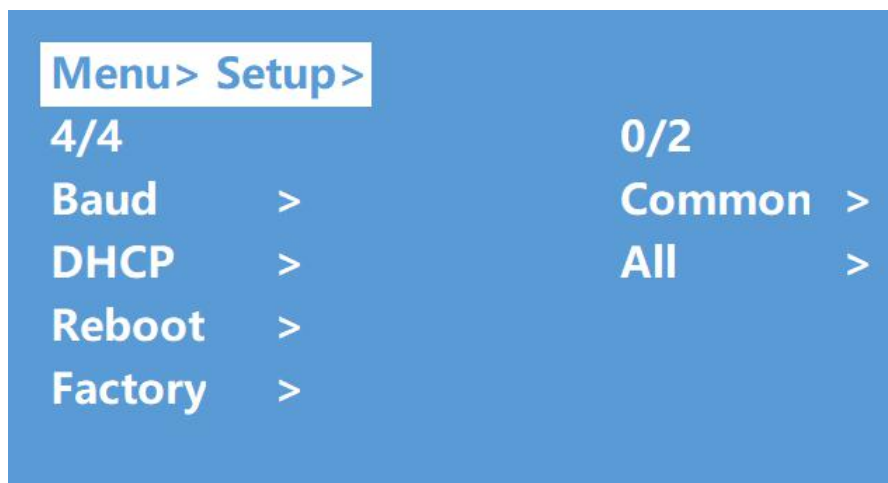 Menu> Setup>
4/4 0/2
Baud > Common >
DHCP > All >
Reboot >
Factory >